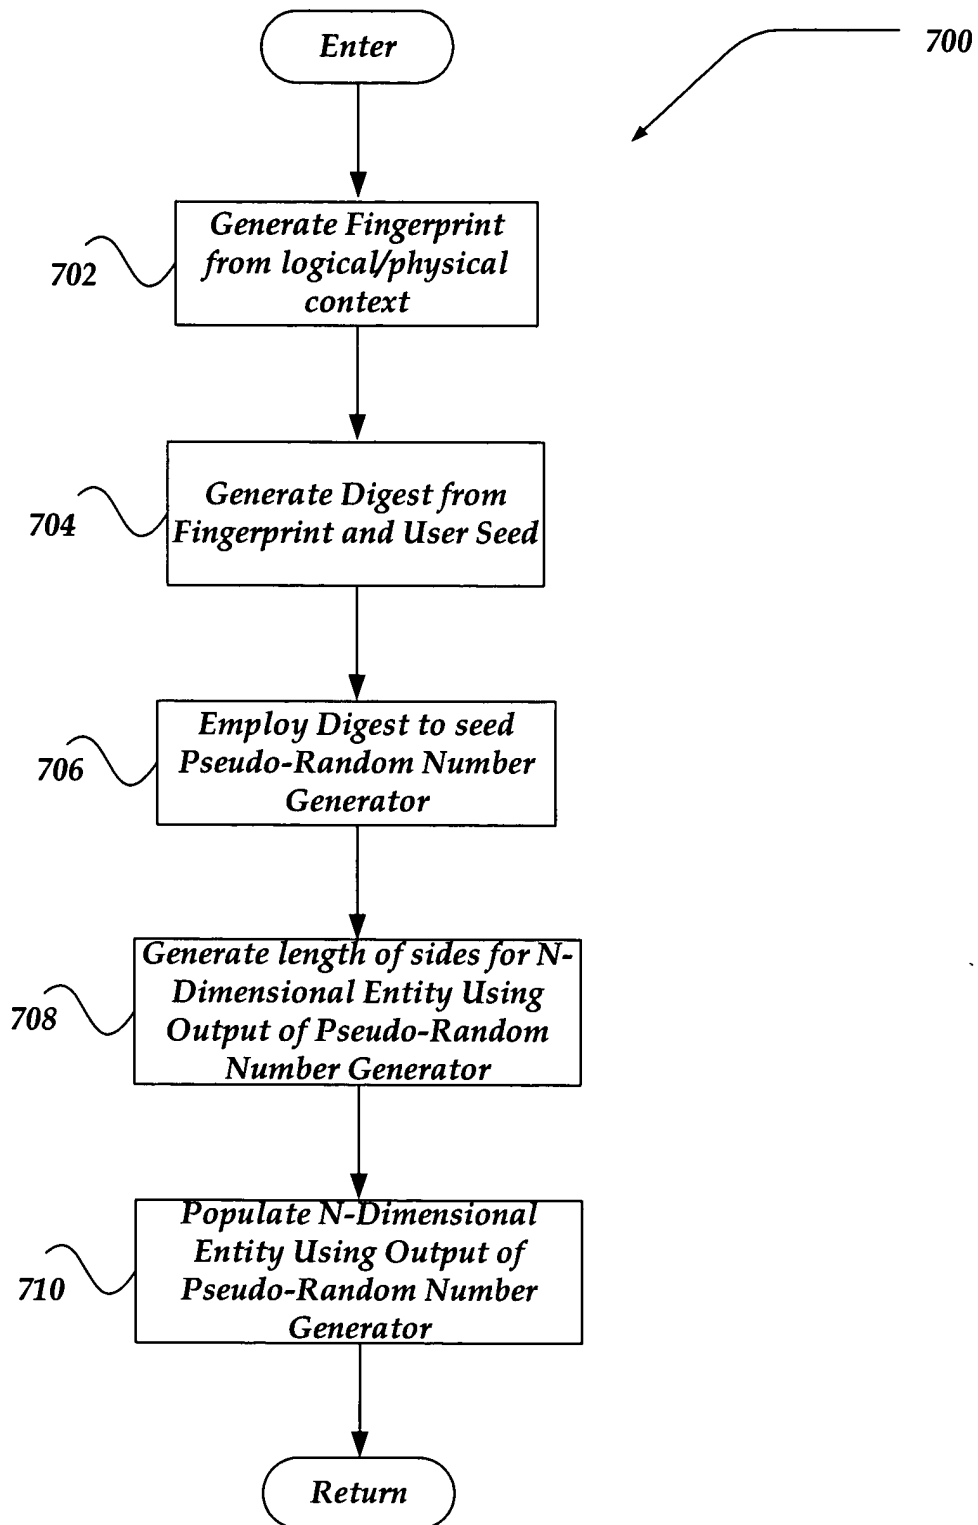 Enter
700
Generate Fingerprint
from logical/physical
context
702
Generate Digest from
Fingerprint and User Seed
704
Employ Digest to seed
Pseudo-Random Number
Generator
706
Generate length of sides for N-
Dimensional Entity Using
Output of Pseudo-Random
Number Generator
708
Populate N-Dimensional
Entity Using Output of
Pseudo-Random Number
Generator
710
Return